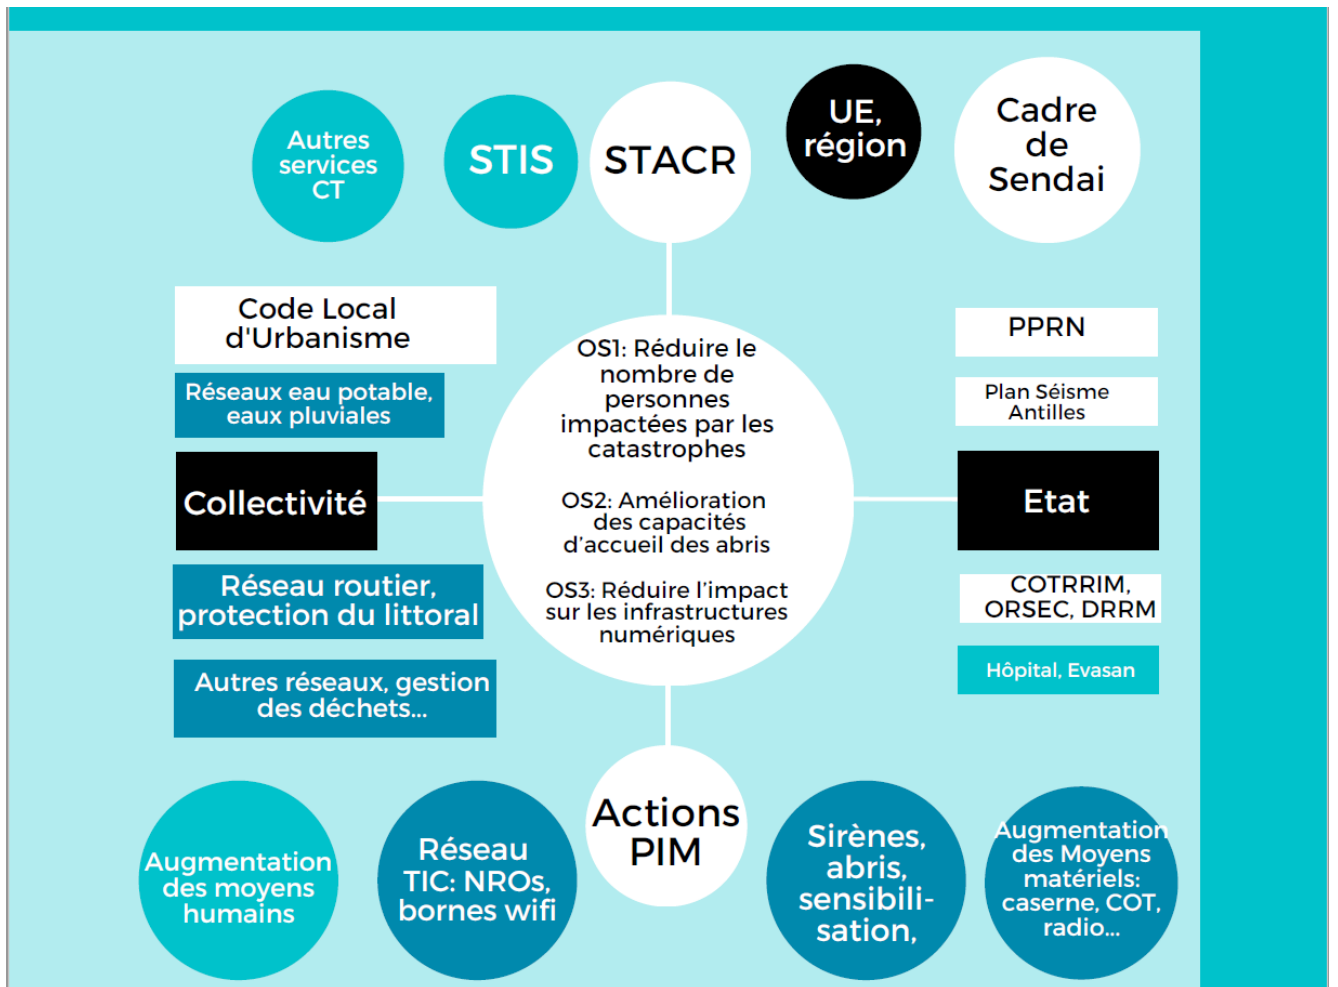 Autres
services
CT
STIS
STACR
UE,
région
Cadre
de
Sendai
Code Local
d'Urbanisme
Réseaux eau potable,
eaux pluviales
Collectivité
Réseau routier,
protection du littoral
Autres réseaux, gestion
des déchets...
OS1: Réduire le
nombre de
personnes
impactées par les
catastrophes
OS2: Amélioration
des capacités
d'accueil des abris
OS3: Réduire l'impact
sur les infrastructures
numériques
PPRN
Plan Séisme
Antilles
Etat
COTRRIM,
ORSEC, DRRM
Hôpital, Evasan
Augmentation
des moyens
humains
Réseau
TIC: NROs,
bornes wifi
Actions
PIM
Sirènes,
abris,
sensibili-
sation,
Augmentation
des Moyens
matériels:
caserne, COT,
radio...